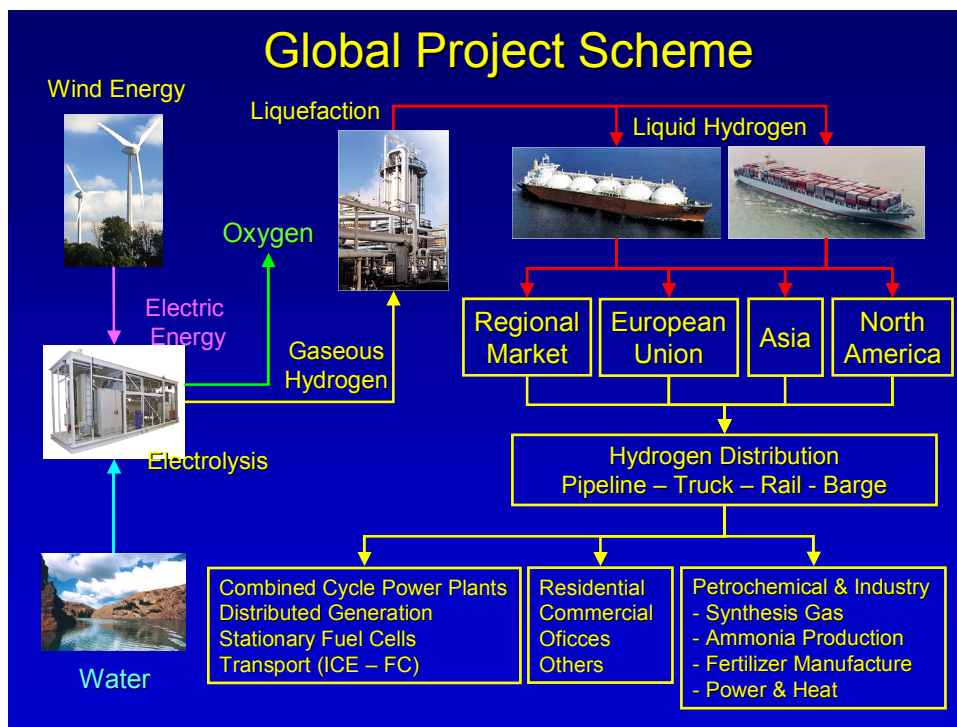 Global Project Scheme
Wind Energy
Liquefaction
Liquid Hydrogen
Oxygen
Electric
Energy
Gaseous
Hydrogen
Electrolysis
Water
Regional
Market
European
Union
Asia
North
America
Hydrogen Distribution
Pipeline – Truck – Rail - Barge
Combined Cycle Power Plants
Distributed Generation
Stationary Fuel Cells
Transport (ICE – FC)
Residential
Commercial
Oficces
Others
Petrochemical & Industry
- Synthesis Gas
- Ammonia Production
- Fertilizer Manufacture
- Power & Heat